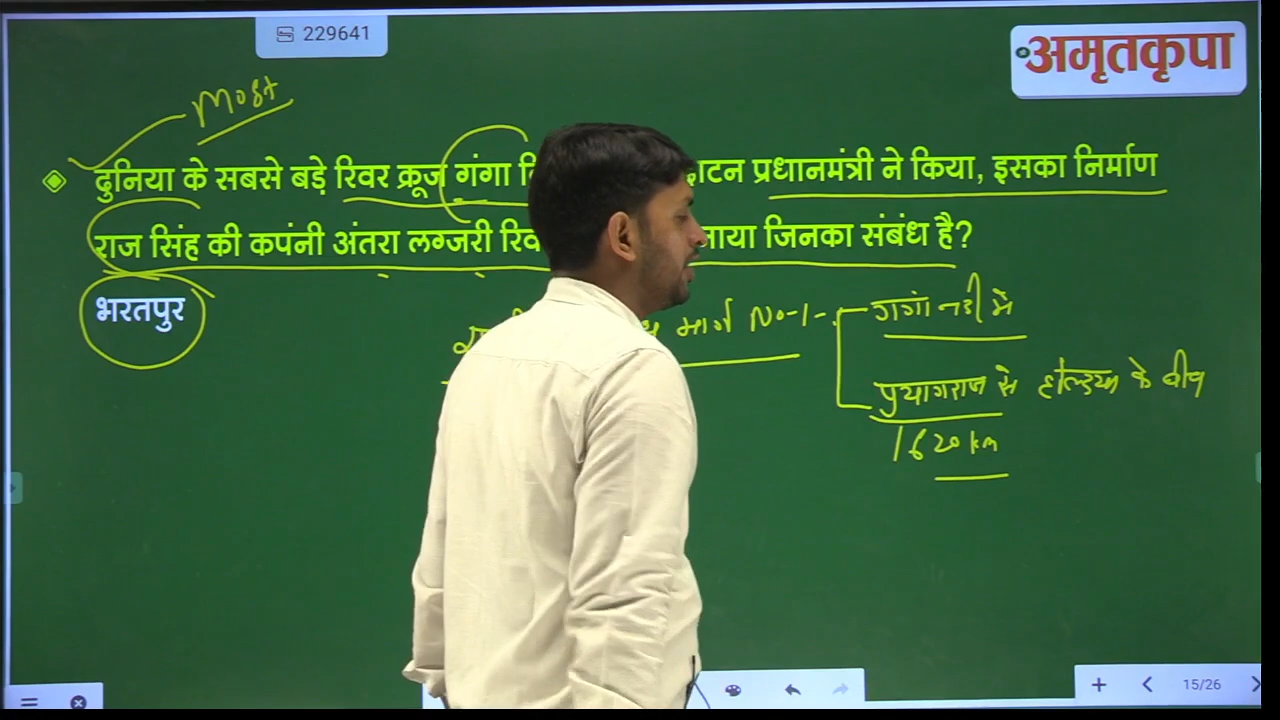 229641
अमृतकृपा
Most
दुनिया के सबसे बड़े रिवर क्रूज गंगा प्रधानमंत्री ने किया, इसका निर्माण
राज सिंह की कपंनी अंतरा लग्जरी जिनका संबंध है?
भरतपुर
मार्ग No-1-
गगां नदी मे
प्रयागराज से हल्दिया के बीच
1620 km
15/26